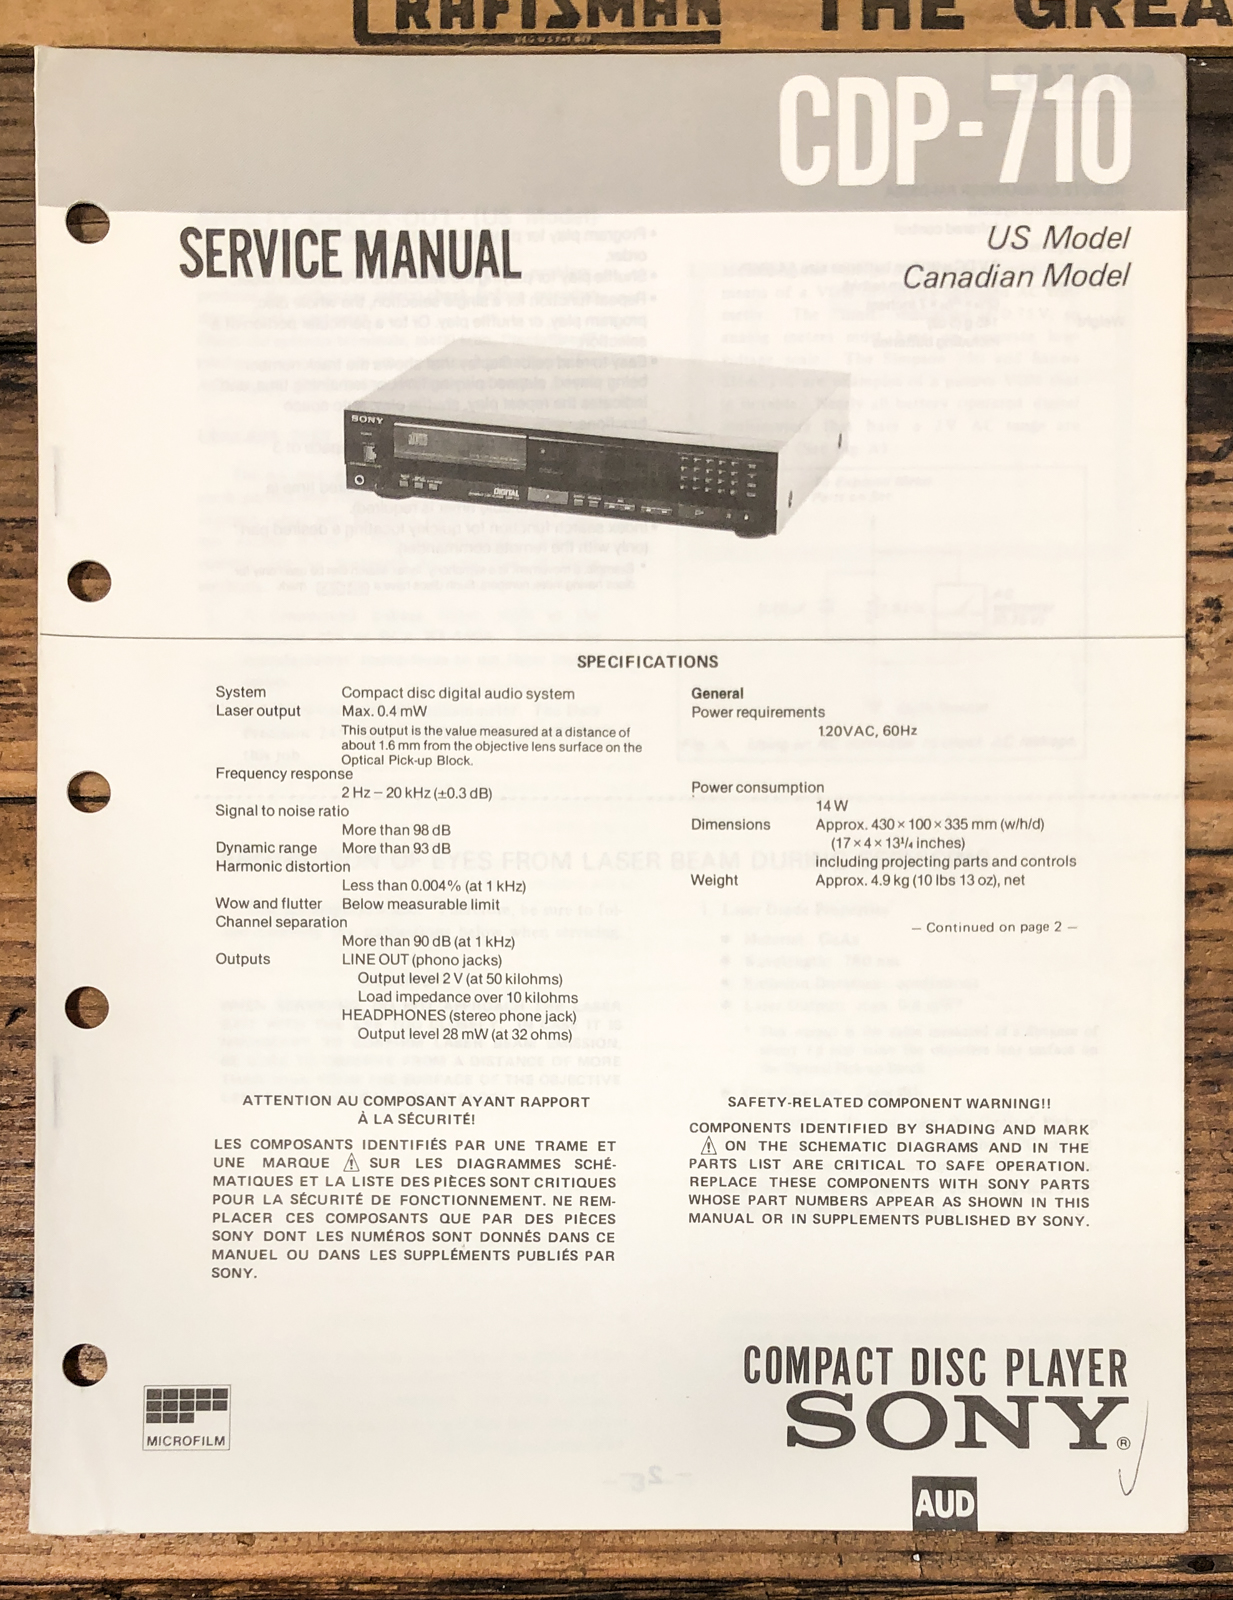 CRAFTSMAN THE GREA
CDP-710
US Model
Canadian Model
SERVICE MANUAL
SONY
DIGITAL
SPECIFICATIONS
System Compact disc digital audio system
Laser output Max. 0.4 mW
This output is the value measured at a distance of
about 1.6 mm from the objective lens surface on the
Optical Pick-up Block.
Frequency response
2 Hz – 20 kHz (±0.3 dB)
Signal to noise ratio
More than 98 dB
Dynamic range More than 93 dB
Harmonic distortion
Less than 0.004% (at 1 kHz)
Wow and flutter Below measurable limit
Channel separation
More than 90 dB (at 1 kHz)
Outputs LINE OUT (phono jacks)
Output level 2 V (at 50 kilohms)
Load impedance over 10 kilohms
HEADPHONES (stereo phone jack)
Output level 28 mW (at 32 ohms)
General
Power requirements
120VAC, 60Hz
Power consumption
14 W
Dimensions Approx. 430 × 100 × 335 mm (w/h/d)
(17 × 4 × 13¼ inches)
including projecting parts and controls
Weight Approx. 4.9 kg (10 lbs 13 oz), net
— Continued on page 2 —
ATTENTION AU COMPOSANT AYANT RAPPORT
À LA SÉCURITÉ!
LES COMPOSANTS IDENTIFIÉS PAR UNE TRAME ET
UNE MARQUE ⚠ SUR LES DIAGRAMMES SCHÉ-
MATIQUES ET LA LISTE DES PIÈCES SONT CRITIQUES
POUR LA SÉCURITÉ DE FONCTIONNEMENT. NE REM-
PLACER CES COMPOSANTS QUE PAR DES PIÈCES
SONY DONT LES NUMÉROS SONT DONNÉS DANS CE
MANUEL OU DANS LES SUPPLÉMENTS PUBLIÉS PAR
SONY.
SAFETY-RELATED COMPONENT WARNING!!
COMPONENTS IDENTIFIED BY SHADING AND MARK
⚠ ON THE SCHEMATIC DIAGRAMS AND IN THE
PARTS LIST ARE CRITICAL TO SAFE OPERATION.
REPLACE THESE COMPONENTS WITH SONY PARTS
WHOSE PART NUMBERS APPEAR AS SHOWN IN THIS
MANUAL OR IN SUPPLEMENTS PUBLISHED BY SONY.
MICROFILM
COMPACT DISC PLAYER
SONY®
AUD